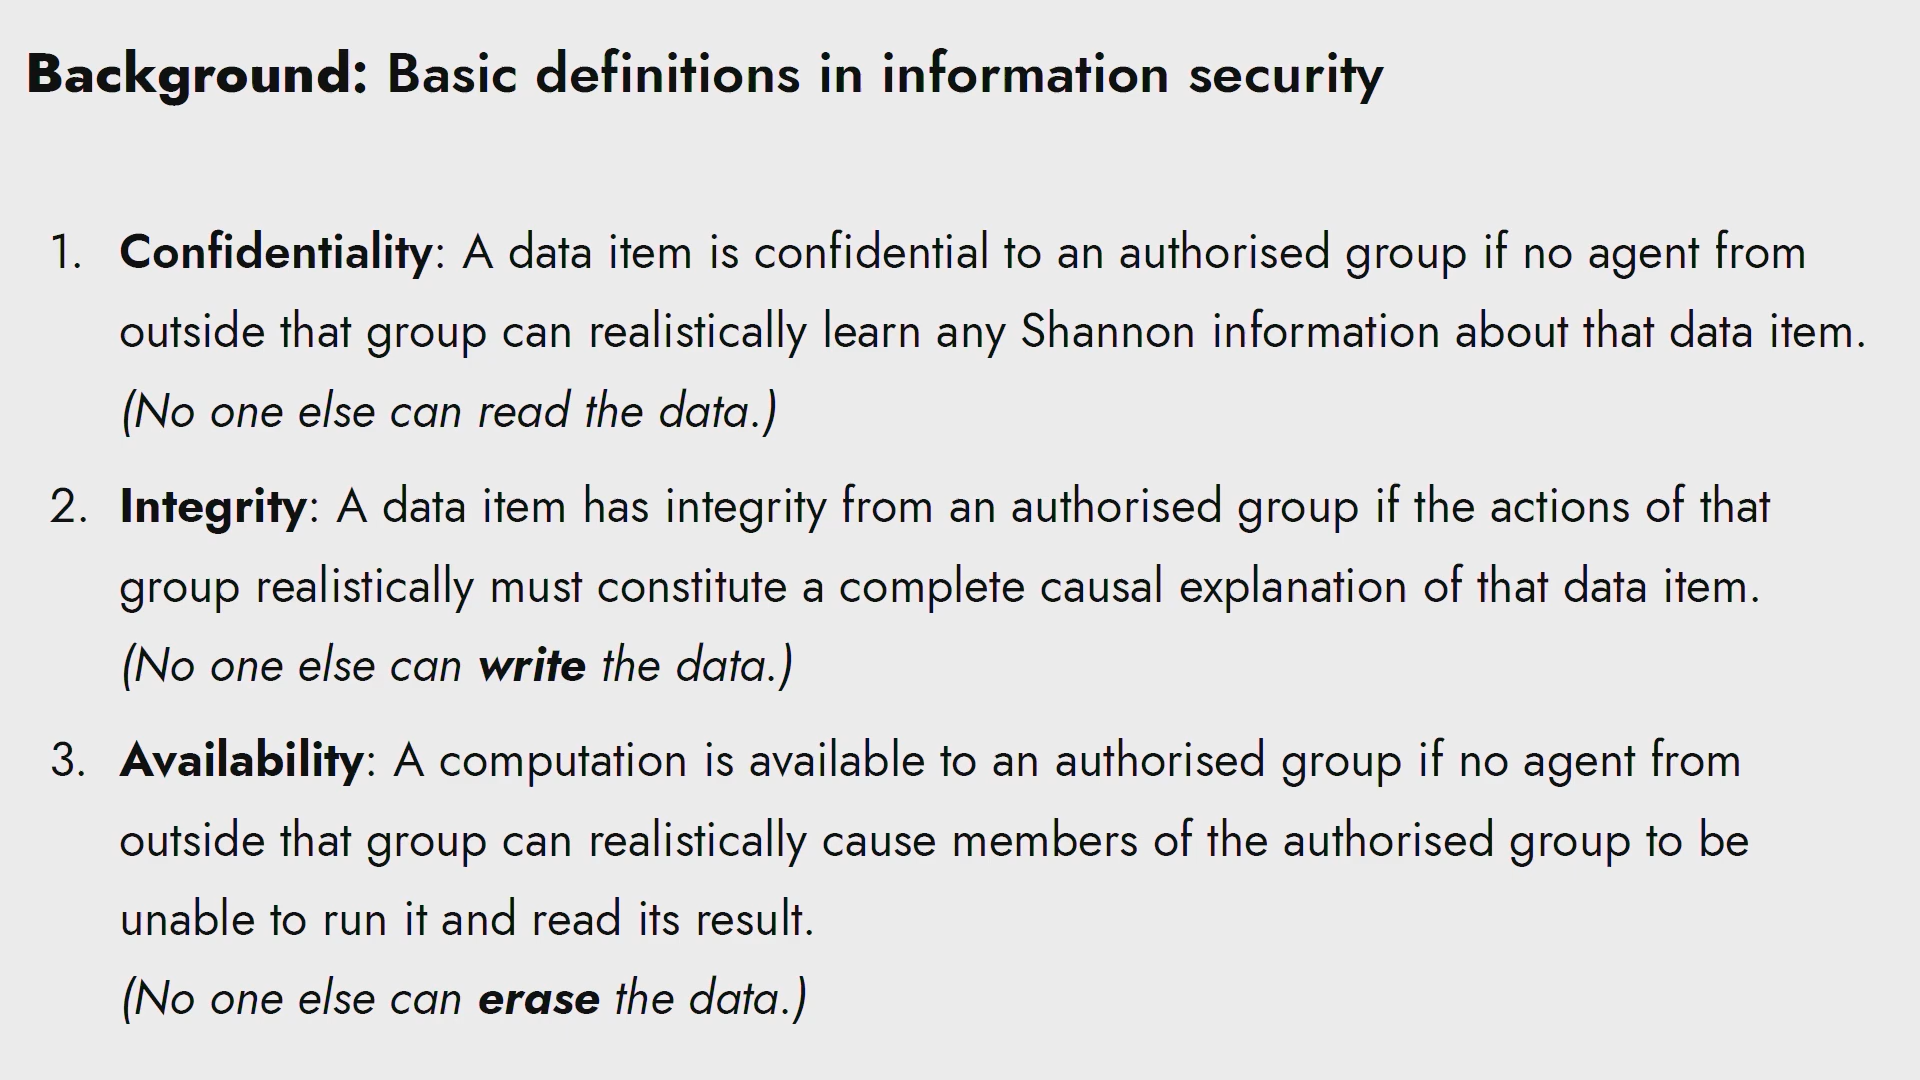 Background: Basic definitions in information security
1. Confidentiality: A data item is confidential to an authorised group if no agent from
outside that group can realistically learn any Shannon information about that data item.
(No one else can read the data.)
2. Integrity: A data item has integrity from an authorised group if the actions of that
group realistically must constitute a complete causal explanation of that data item.
(No one else can write the data.)
3. Availability: A computation is available to an authorised group if no agent from
outside that group can realistically cause members of the authorised group to be
unable to run it and read its result.
(No one else can erase the data.)